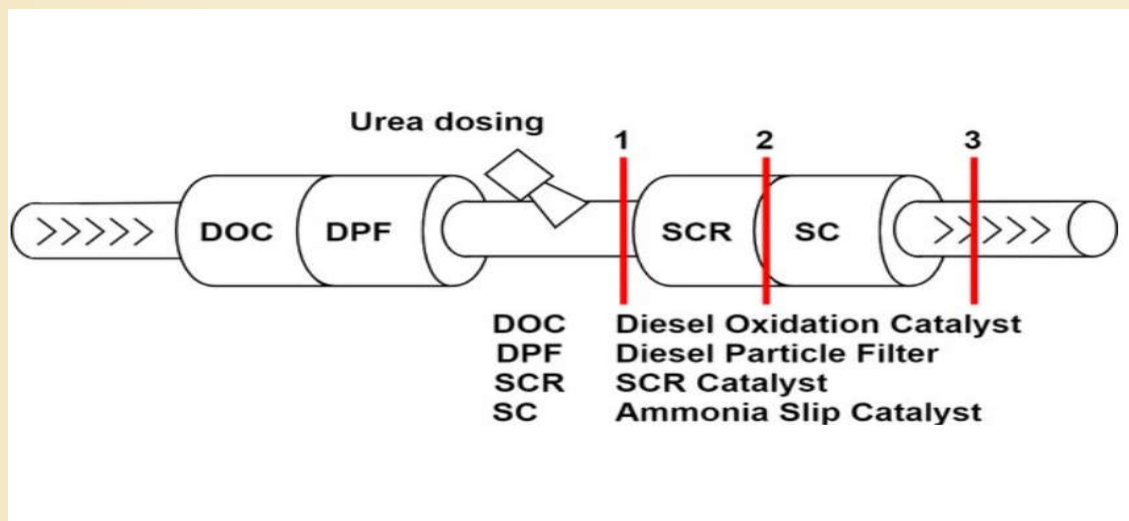 Urea dosing
1 2 3
DOC DPF SCR SC
DOC Diesel Oxidation Catalyst
DPF Diesel Particle Filter
SCR SCR Catalyst
SC Ammonia Slip Catalyst